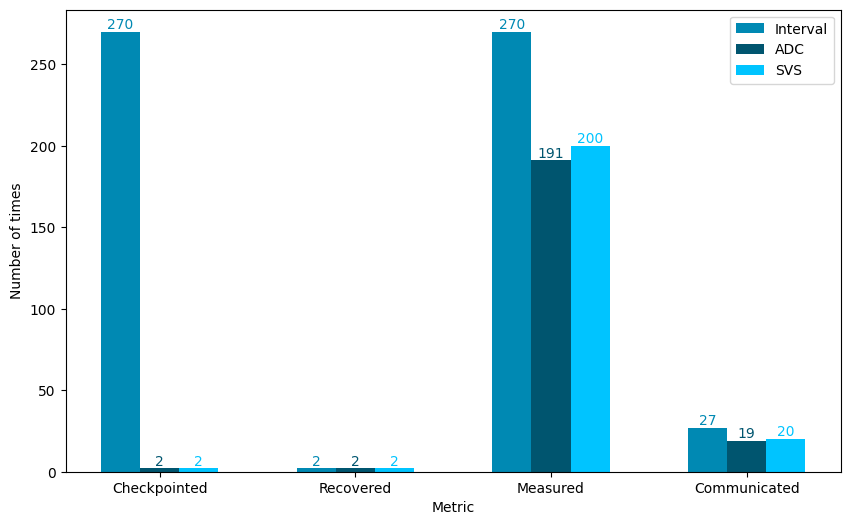 270
270
Interval
ADC
SVS
250
200
200
191
150
Number of times
100
50
27
19
20
2
2
2
2
2
0
Checkpointed
Recovered
Measured
Communicated
Metric